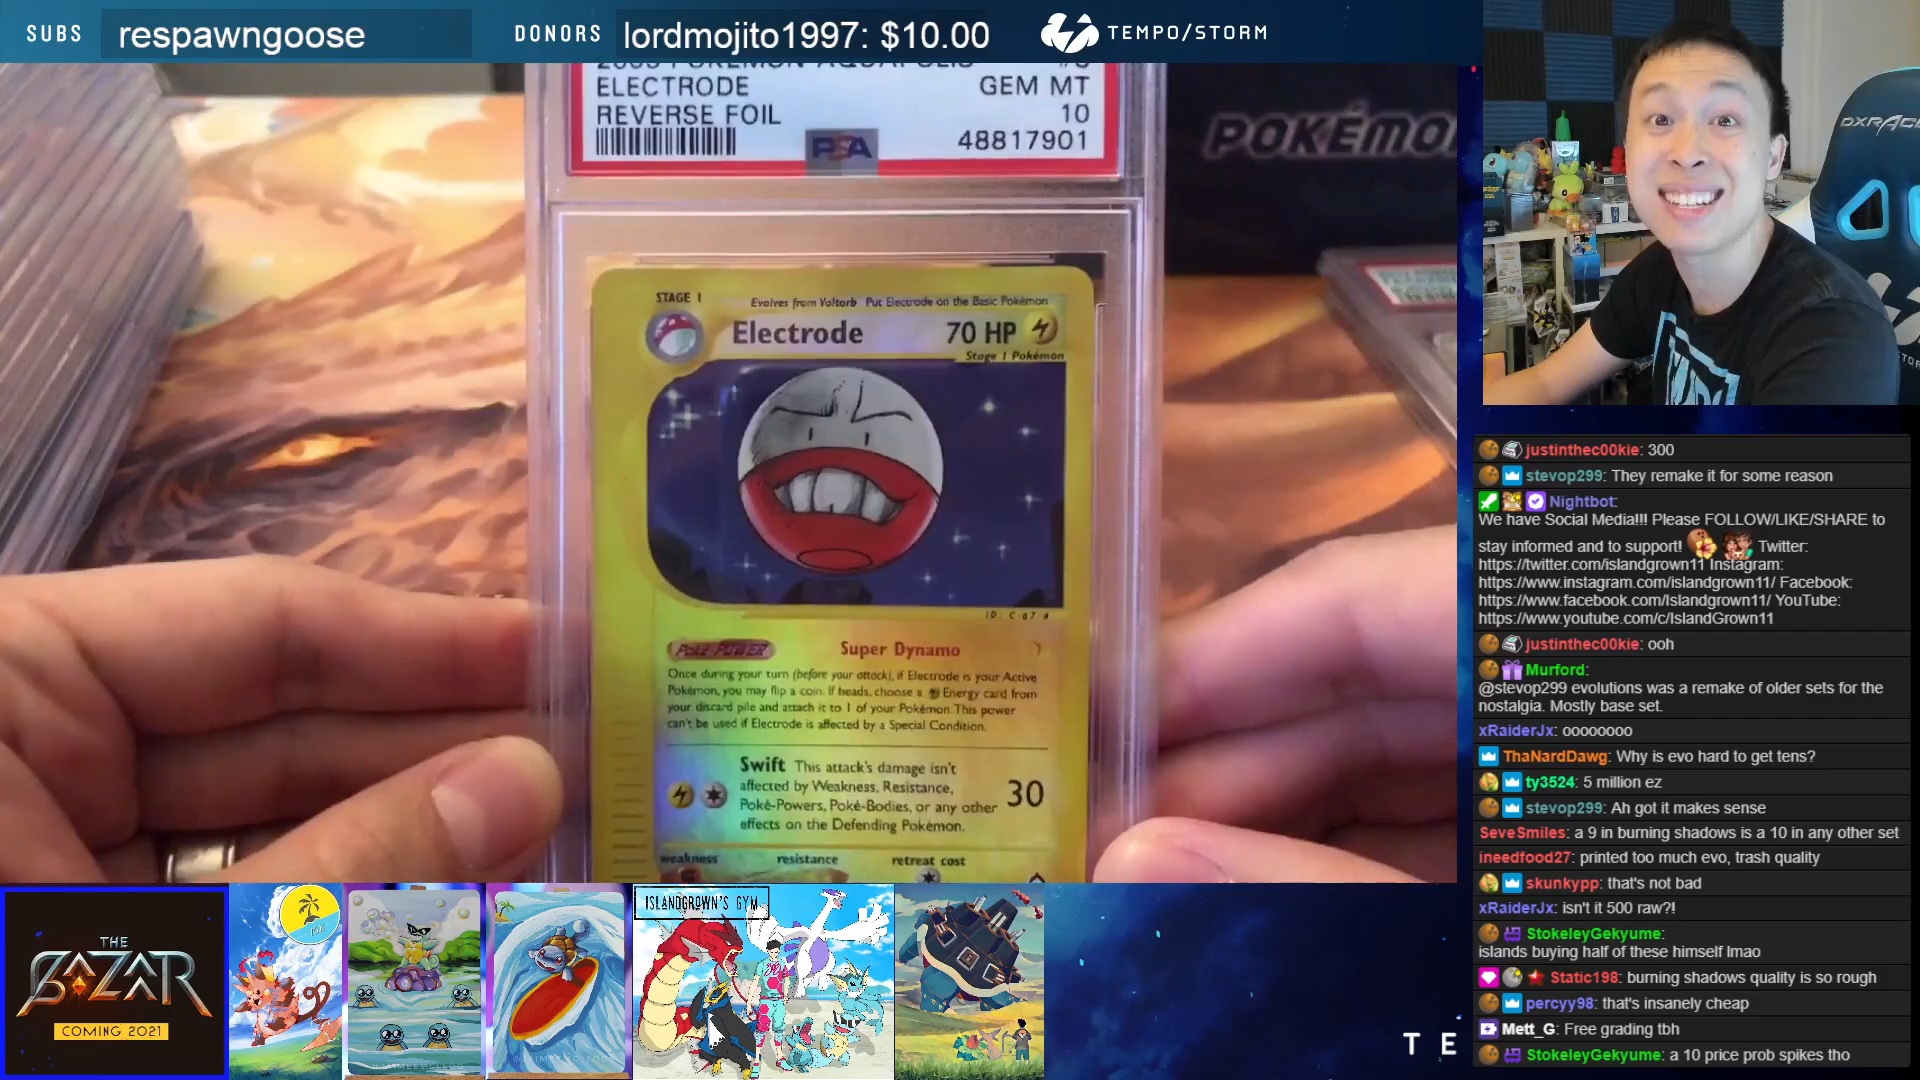 SUBS respawngoose DONORS lordmojito1997: $10.00 TEMPO/STORM
2003 POKEMON AQUAPOLIS
ELECTRODE GEM MT
REVERSE FOIL 10
PSA 48817901
POKÉMO
DXRACE
STAGE 1 Evolves from Voltorb Put Electrode on the Basic Pokémon
Electrode 70 HP
Stage 1 Pokémon
Poké-POWER Super Dynamo
Once during your turn (before your attack), if Electrode is your Active
Pokémon, you may flip a coin. If heads, choose a Energy card from
your discard pile and attach it to 1 of your Pokémon. This power
can't be used if Electrode is affected by a Special Condition.
Swift This attack's damage isn't
affected by Weakness, Resistance,
Poké-Powers, Poké-Bodies, or any other
effects on the Defending Pokémon.
30
weakness resistance retreat cost
justinthec00kie: 300
stevop299: They remake it for some reason
Nightbot:
We have Social Media!!! Please FOLLOW/LIKE/SHARE to
stay informed and to support! Twitter:
https://twitter.com/islandgrown11 Instagram:
https://www.instagram.com/islandgrown11/ Facebook:
https://www.facebook.com/Islandgrown11/ YouTube:
https://www.youtube.com/c/IslandGrown11
justinthec00kie: ooh
Murford:
@stevop299 evolutions was a remake of older sets for the
nostalgia. Mostly base set.
xRaiderJx: oooooooo
ThaNardDawg: Why is evo hard to get tens?
ty3524: 5 million ez
stevop299: Ah got it makes sense
SeveSmiles: a 9 in burning shadows is a 10 in any other set
ineedfood27: printed too much evo, trash quality
skunkypp: that's not bad
xRaiderJx: isn't it 500 raw?!
StokeleyGekyume:
islands buying half of these himself lmao
Static198: burning shadows quality is so rough
percyy98: that's insanely cheap
Mett_G: Free grading tbh
StokeleyGekyume: a 10 price prob spikes tho
THE
BAZAAR
COMING 2021
ISLANDGROWN'S GYM
T E